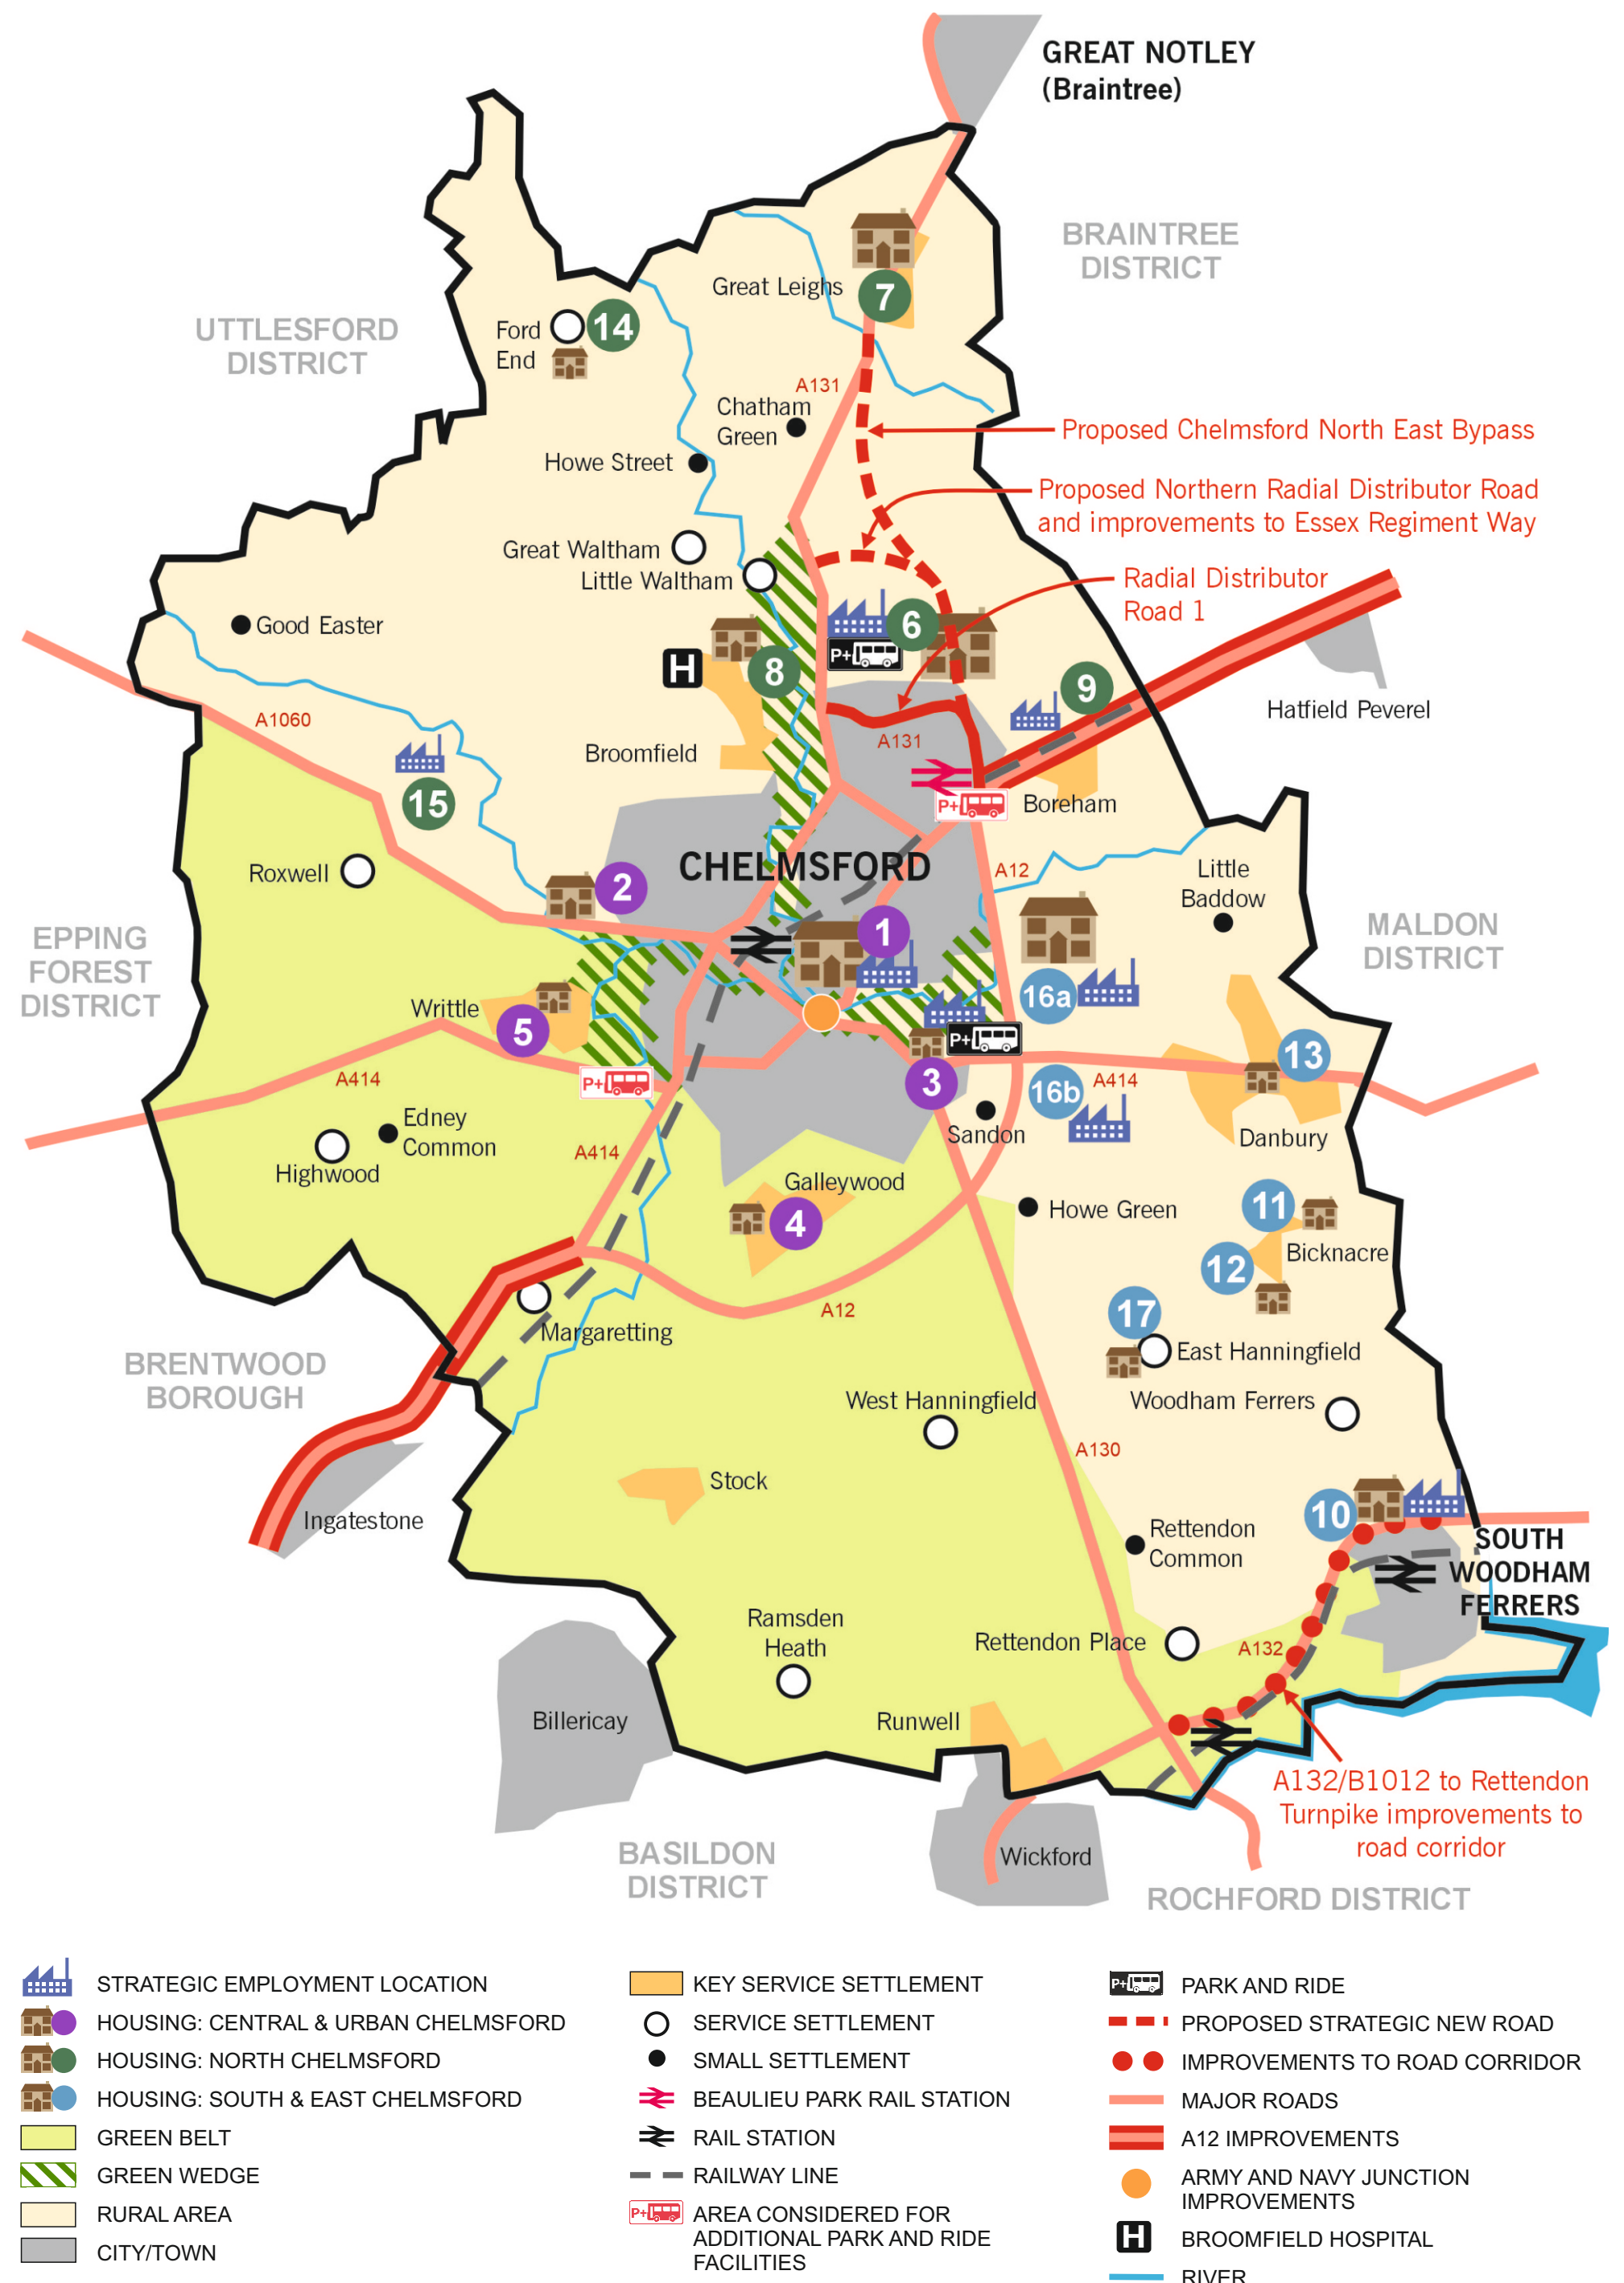 GREAT NOTLEY
(Braintree)
BRAINTREE
DISTRICT
UTTLESFORD
DISTRICT
Great Leighs
7
Ford
End
14
A131
Chatham
Green
Proposed Chelmsford North East Bypass
Howe Street
Proposed Northern Radial Distributor Road
and improvements to Essex Regiment Way
Great Waltham
Little Waltham
Radial Distributor
Road 1
Good Easter
6
P+
H
8
9
Hatfield Peverel
A1060
A131
Broomfield
15
P+
Boreham
CHELMSFORD
Roxwell
2
A12
Little
Baddow
1
EPPING
FOREST
DISTRICT
MALDON
DISTRICT
16a
Writtle
5
P+
13
3
A414
P+
16b
A414
Edney
Common
Sandon
Danbury
Highwood
A414
Galleywood
4
Howe Green
11
Bicknacre
12
A12
17
Margaretting
East Hanningfield
BRENTWOOD
BOROUGH
West Hanningfield
Woodham Ferrers
A130
Stock
Ingatestone
10
Rettendon
Common
SOUTH
WOODHAM
FERRERS
Ramsden
Heath
Rettendon Place
A132
Billericay
Runwell
A132/B1012 to Rettendon
Turnpike improvements to
road corridor
BASILDON
DISTRICT
Wickford
ROCHFORD DISTRICT
STRATEGIC EMPLOYMENT LOCATION
HOUSING: CENTRAL & URBAN CHELMSFORD
HOUSING: NORTH CHELMSFORD
HOUSING: SOUTH & EAST CHELMSFORD
GREEN BELT
GREEN WEDGE
RURAL AREA
CITY/TOWN
KEY SERVICE SETTLEMENT
SERVICE SETTLEMENT
SMALL SETTLEMENT
BEAULIEU PARK RAIL STATION
RAIL STATION
RAILWAY LINE
P+
AREA CONSIDERED FOR
ADDITIONAL PARK AND RIDE
FACILITIES
P+
PARK AND RIDE
PROPOSED STRATEGIC NEW ROAD
IMPROVEMENTS TO ROAD CORRIDOR
MAJOR ROADS
A12 IMPROVEMENTS
ARMY AND NAVY JUNCTION
IMPROVEMENTS
H
BROOMFIELD HOSPITAL
RIVER